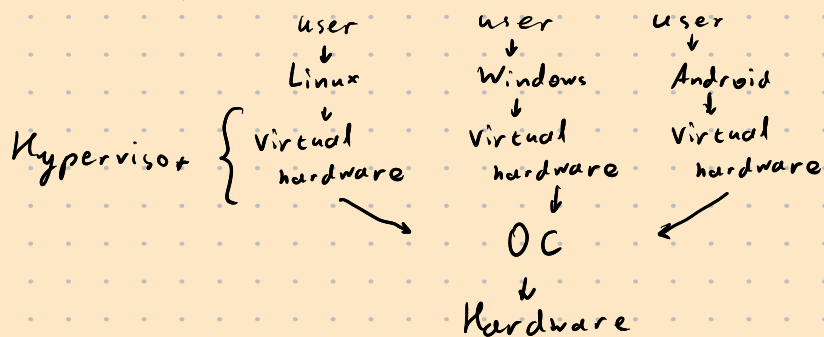 user user user
Linux Windows Android
Hypervisor { Virtual Virtual Virtual
hardware hardware hardware
OC
Hardware